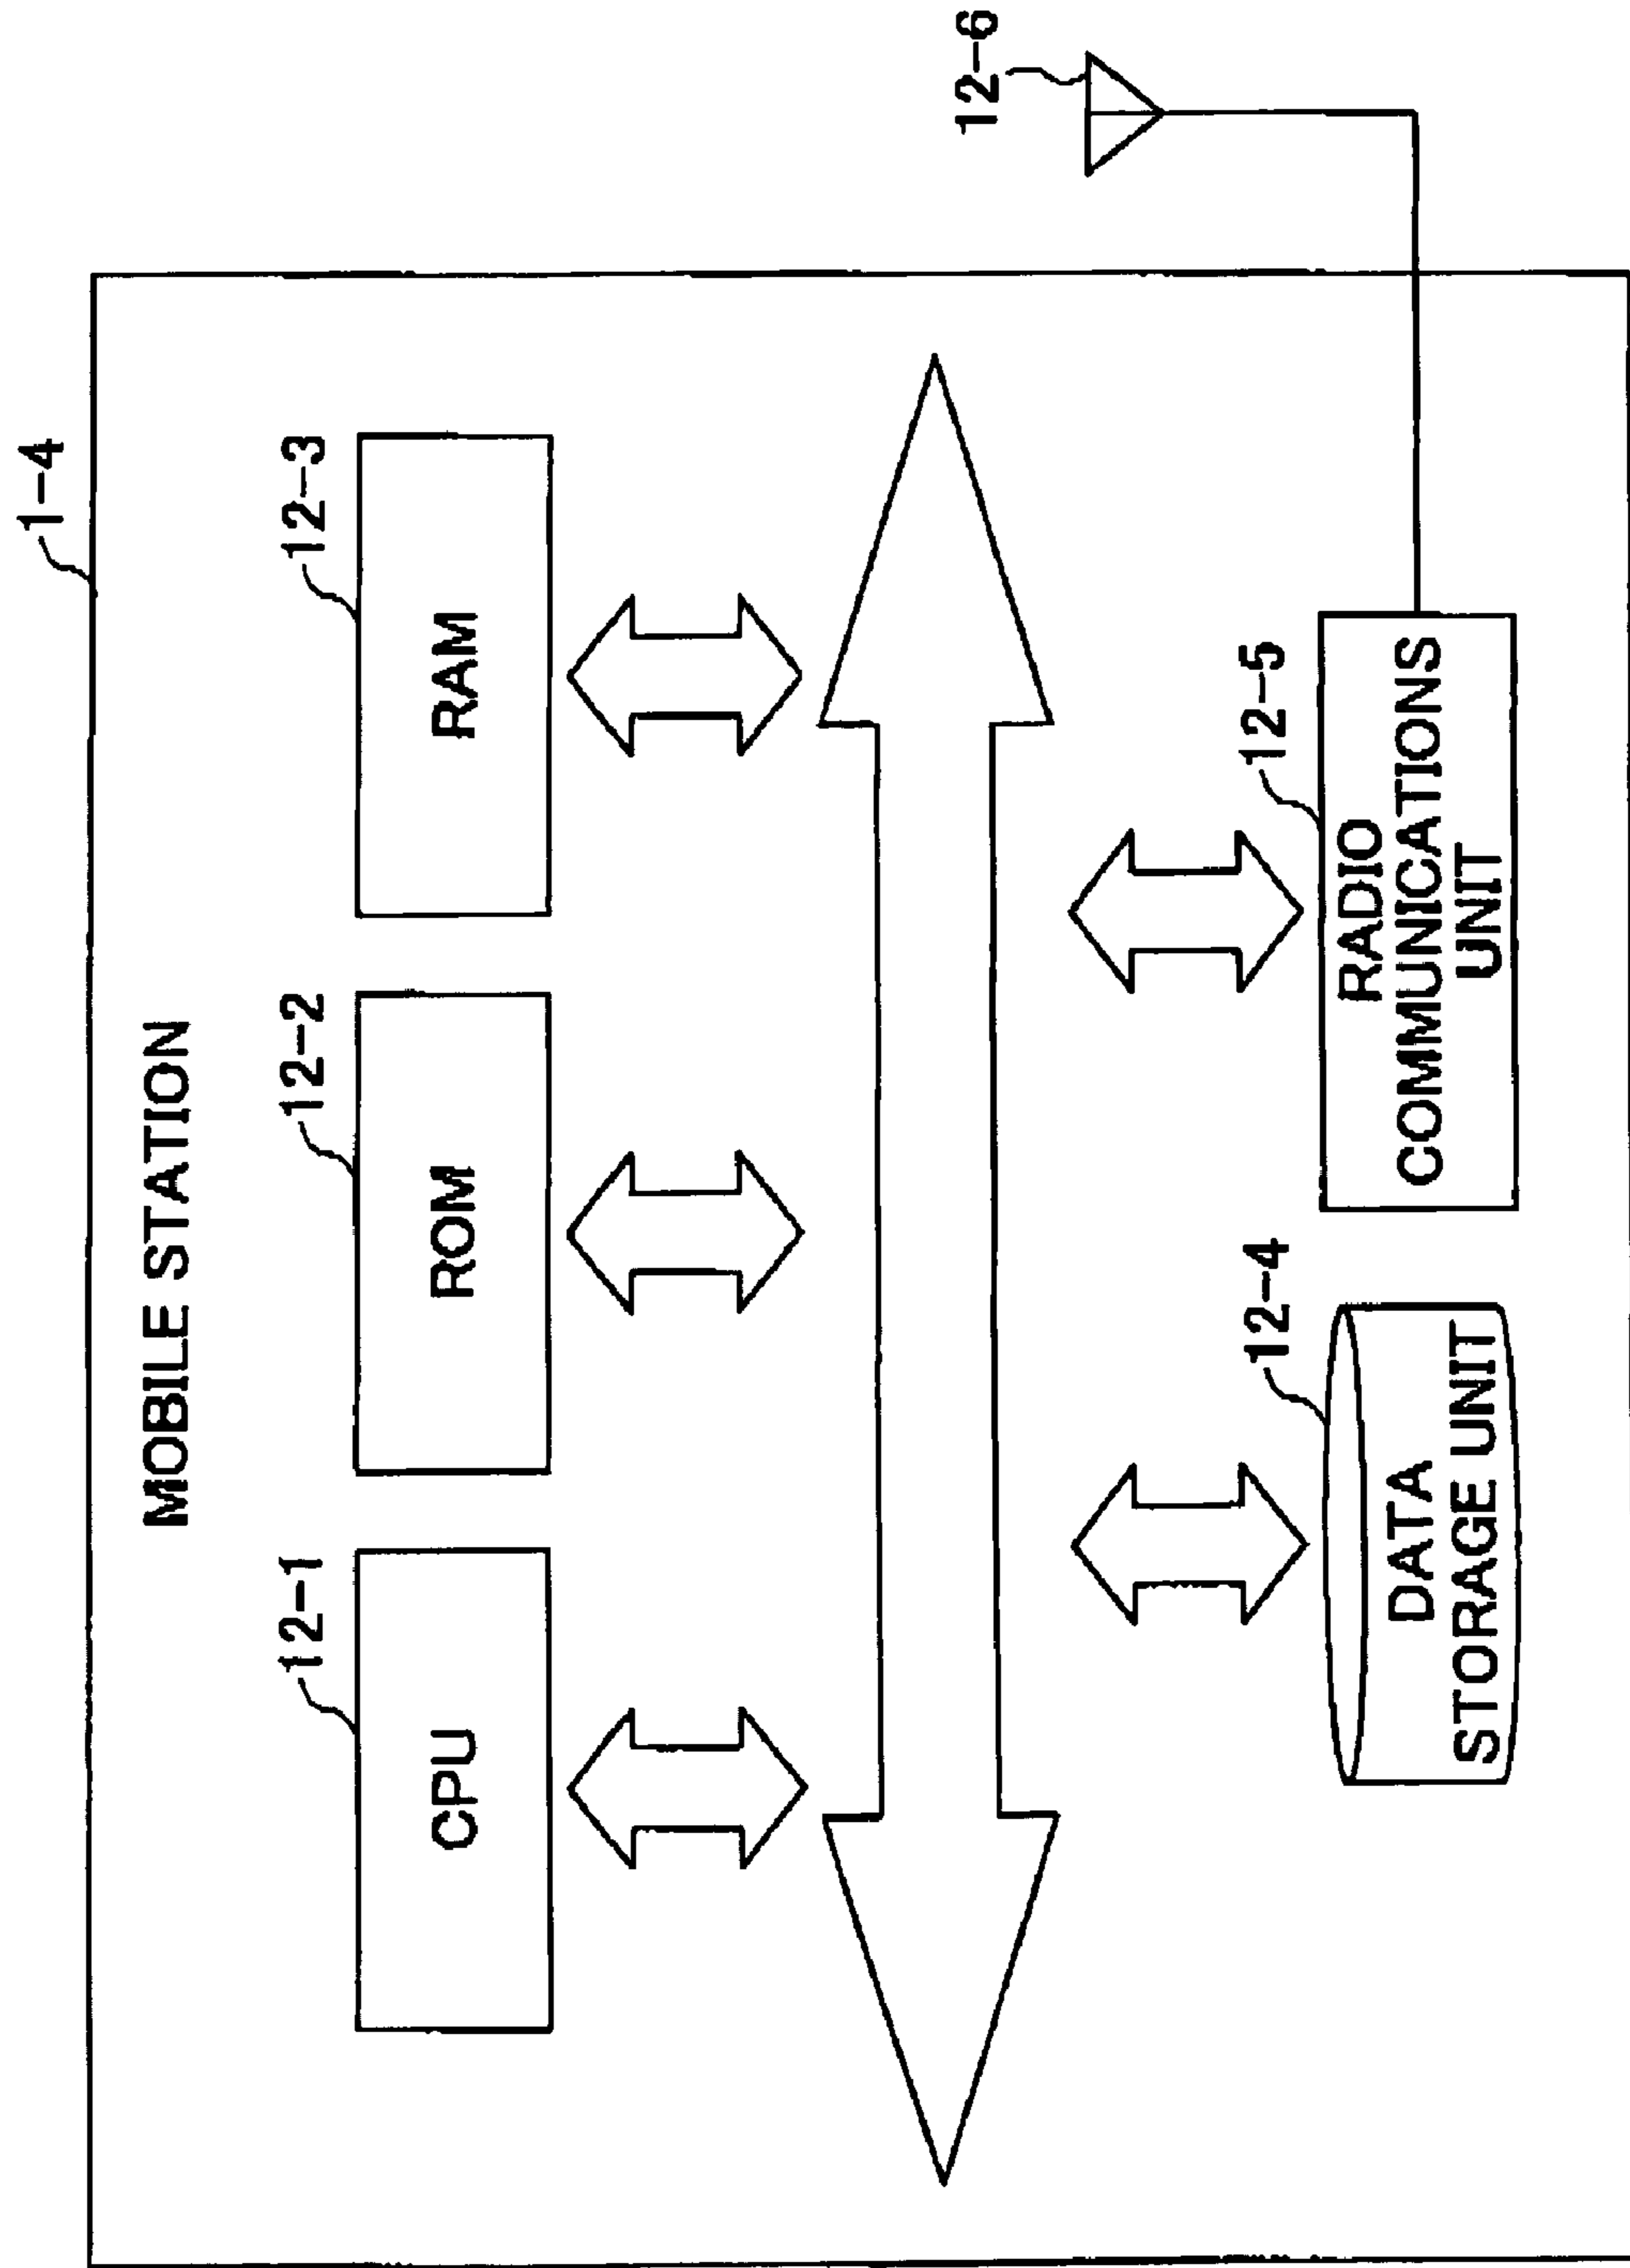 1-4
MOBILE STATION
12-1
12-2
12-3
CPU
ROM
RAM
12-6
12-4
12-5
DATA
STORAGE UNIT
RADIO
COMMUNICATIONS
UNIT